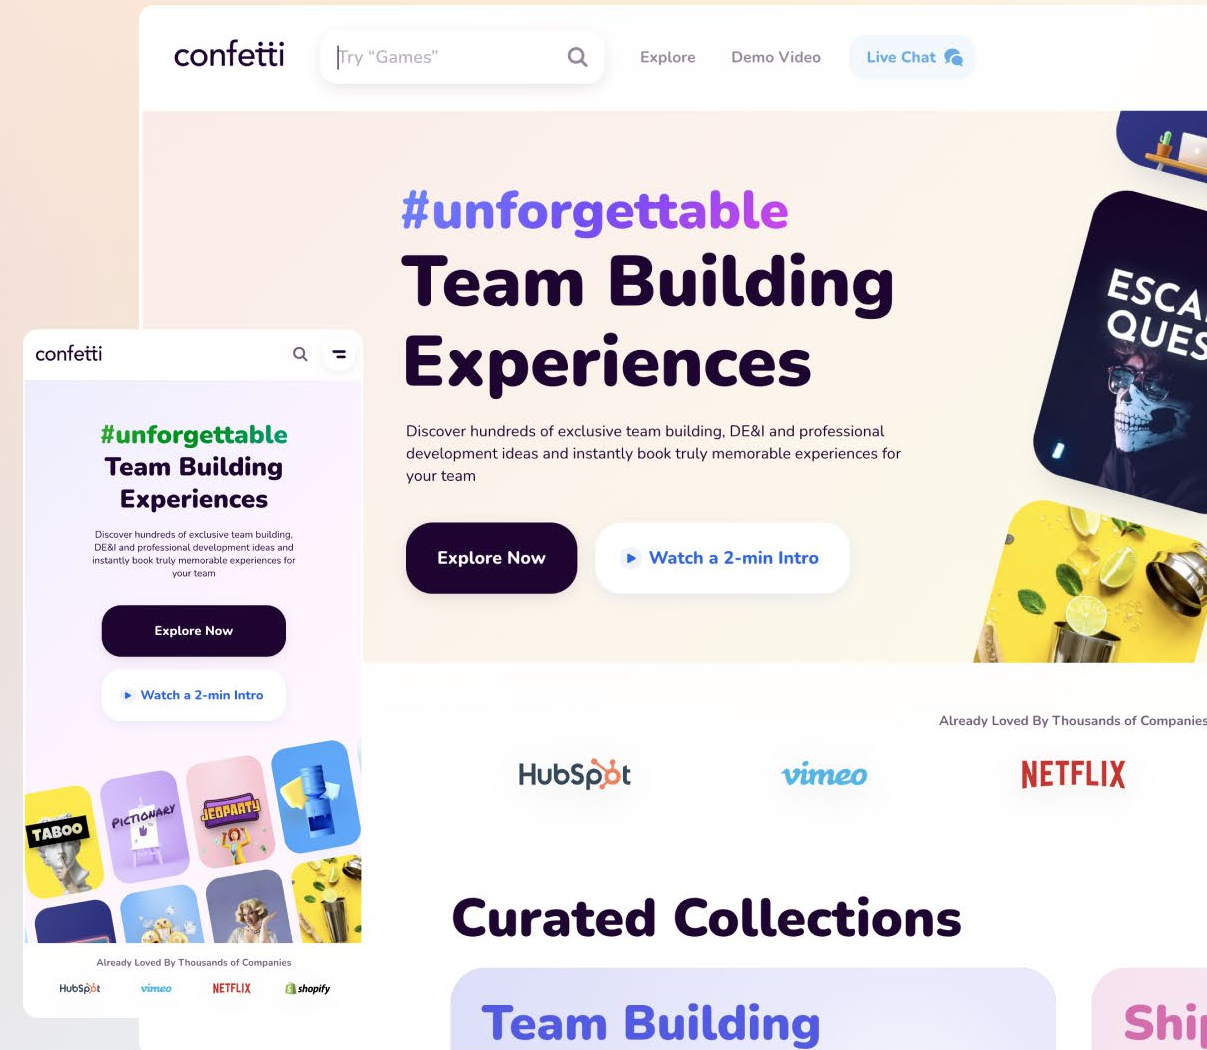 confetti
Try “Games”
Explore
Demo Video
Live Chat
#unforgettable
Team Building
Experiences
Discover hundreds of exclusive team building, DE&I and professional
development ideas and instantly book truly memorable experiences for
your team
Explore Now
Watch a 2-min Intro
ESCA
QUES
Already Loved By Thousands of Companies
HubSpot
vimeo
NETFLIX
Curated Collections
Team Building
Ship
confetti
#unforgettable
Team Building
Experiences
Discover hundreds of exclusive team building,
DE&I and professional development ideas and
instantly book truly memorable experiences for
your team
Explore Now
Watch a 2-min Intro
TABOO
PICTIONARY
JEOPARTY
Already Loved By Thousands of Companies
HubSpot
vimeo
NETFLIX
shopify